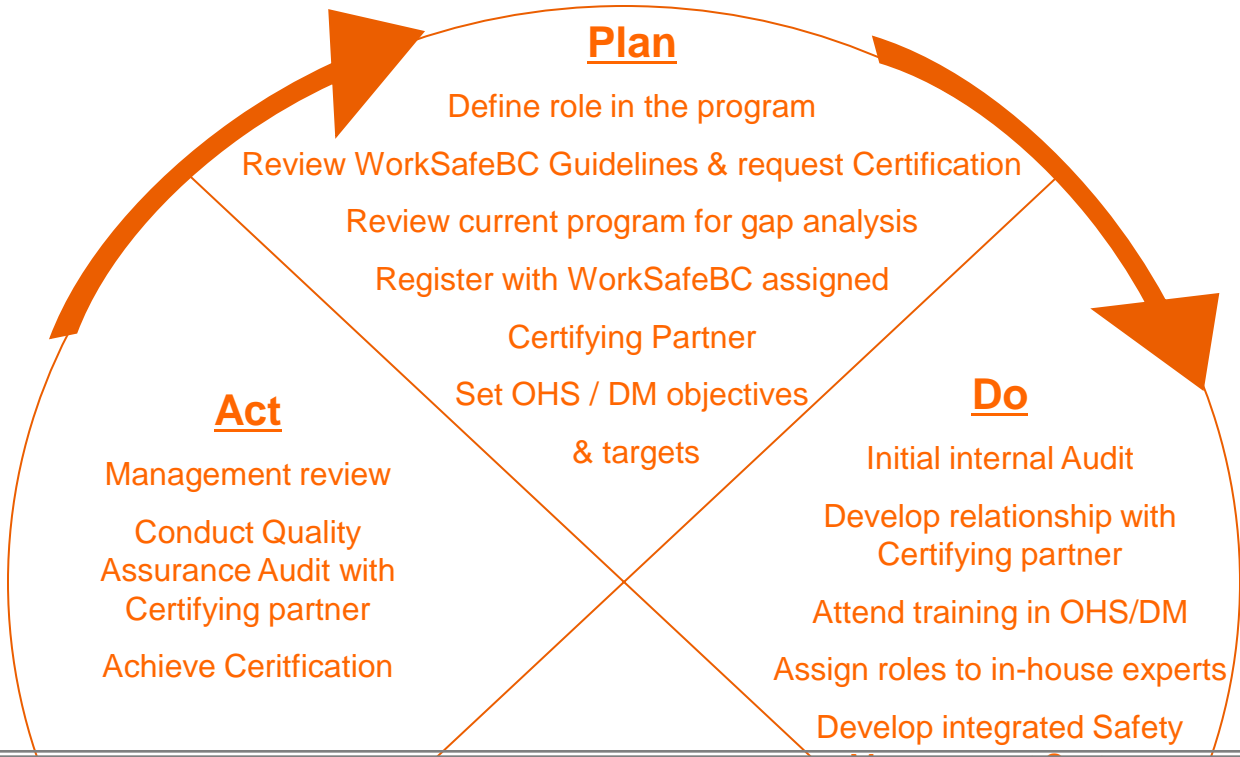 Plan
Define role in the program
Review WorkSafeBC Guidelines & request Certification
Review current program for gap analysis
Register with WorkSafeBC assigned
Certifying Partner
Set OHS / DM objectives
& targets
Do
Initial internal Audit
Develop relationship with
Certifying partner
Attend training in OHS/DM
Assign roles to in-house experts
Develop integrated Safety
Act
Management review
Conduct Quality
Assurance Audit with
Certifying partner
Achieve Ceritfication